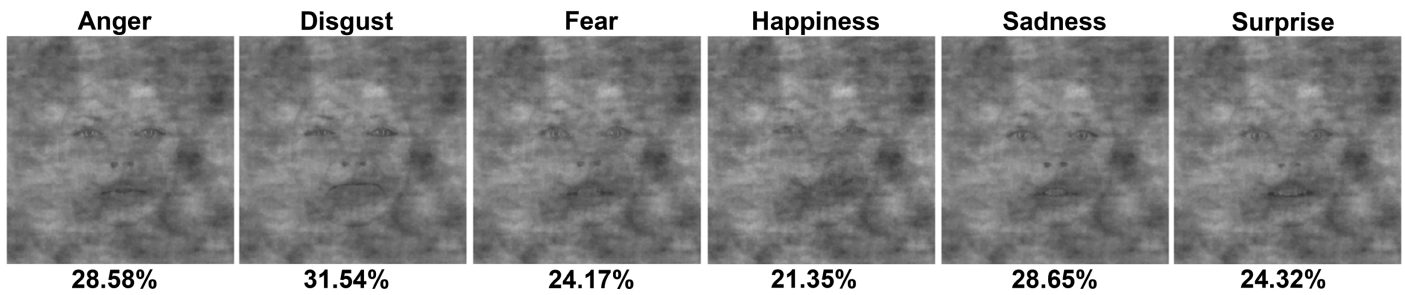 Anger Disgust Fear Happiness Sadness Surprise
28.58% 31.54% 24.17% 21.35% 28.65% 24.32%